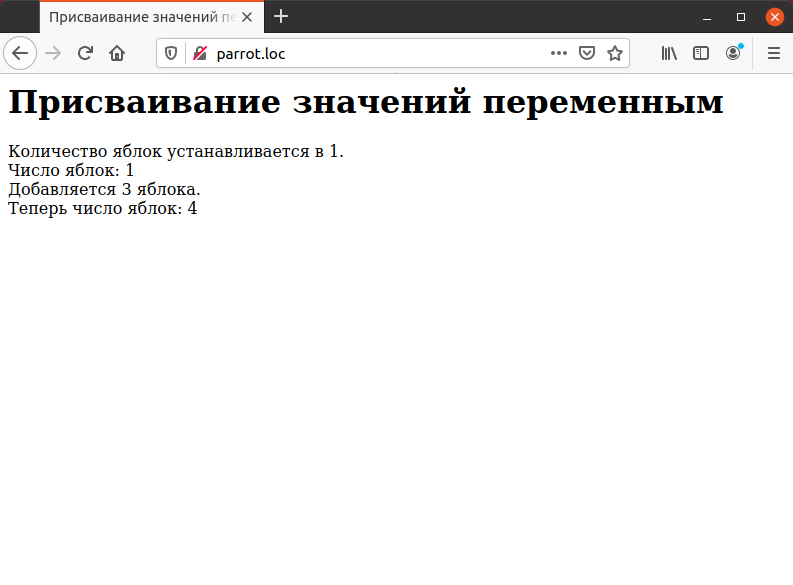 Присваивание значений пе
parrot.loc
Присваивание значений переменным
Количество яблок устанавливается в 1.
Число яблок: 1
Добавляется 3 яблока.
Теперь число яблок: 4